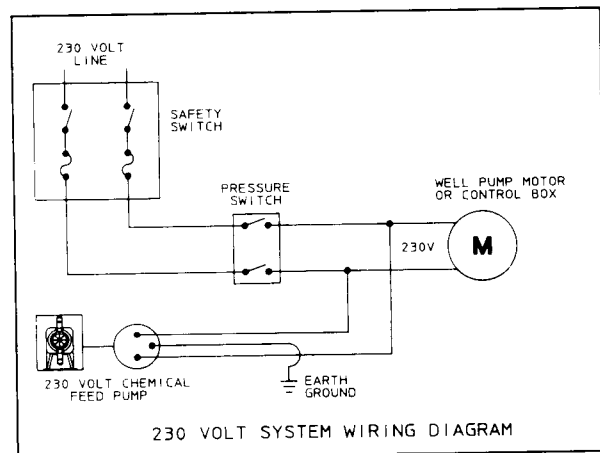 230 VOLT
LINE
SAFETY
SWITCH
PRESSURE
SWITCH
WELL PUMP MOTOR
OR CONTROL BOX
230V
M
230 VOLT CHEMICAL
FEED PUMP
EARTH
GROUND
230 VOLT SYSTEM WIRING DIAGRAM